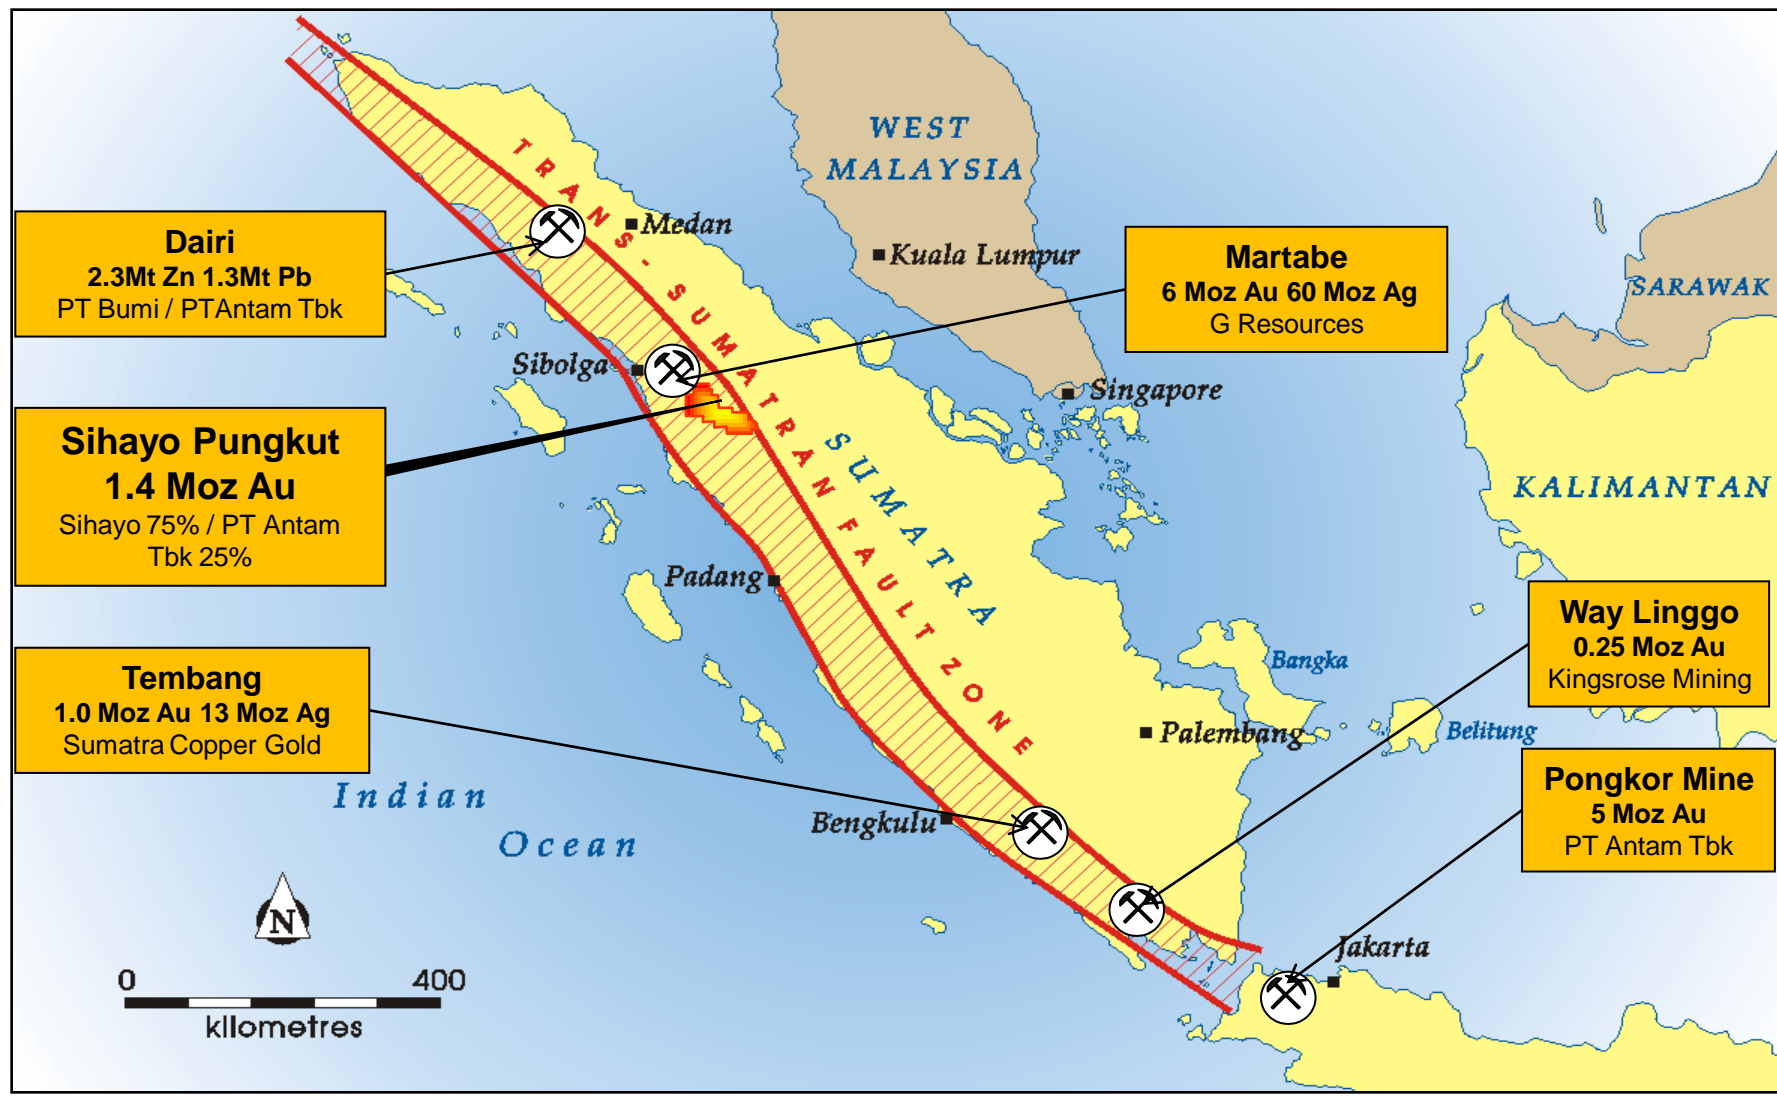 WEST
MALAYSIA
TRANS-SUMATRAN FAULT ZONE
Medan
Kuala Lumpur
Dairi
2.3Mt Zn 1.3Mt Pb
PT Bumi / PTAntam Tbk
Martabe
6 Moz Au 60 Moz Ag
G Resources
SARAWAK
Sibolga
Singapore
Sihayo Pungkut
1.4 Moz Au
Sihayo 75% / PT Antam
Tbk 25%
SUMATRA
KALIMANTAN
Padang
Way Linggo
0.25 Moz Au
Kingsrose Mining
Bangka
Tembang
1.0 Moz Au 13 Moz Ag
Sumatra Copper Gold
Palembang
Belitung
Pongkor Mine
5 Moz Au
PT Antam Tbk
Indian
Ocean
Bengkulu
N
Jakarta
0 400
kilometres